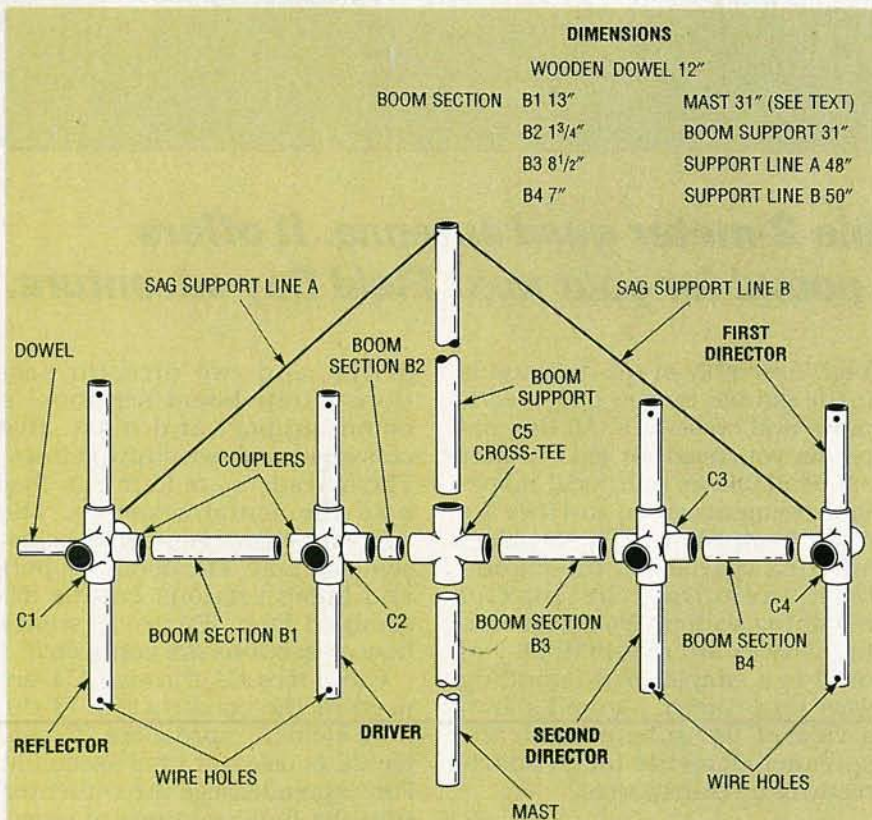 DIMENSIONS
WOODEN DOWEL 12"
BOOM SECTION B1 13" MAST 31" (SEE TEXT)
B2 1 3/4" BOOM SUPPORT 31"
B3 8 1/2" SUPPORT LINE A 48"
B4 7" SUPPORT LINE B 50"
SAG SUPPORT LINE A
SAG SUPPORT LINE B
FIRST
DIRECTOR
DOWEL
BOOM
SECTION B2
BOOM
SUPPORT
COUPLERS
C5
CROSS-TEE
C3
C1
BOOM SECTION B1
C2
BOOM
SECTION
B3
BOOM SECTION
B4
C4
REFLECTOR
WIRE HOLES
DRIVER
MAST
SECOND
DIRECTOR
WIRE HOLES